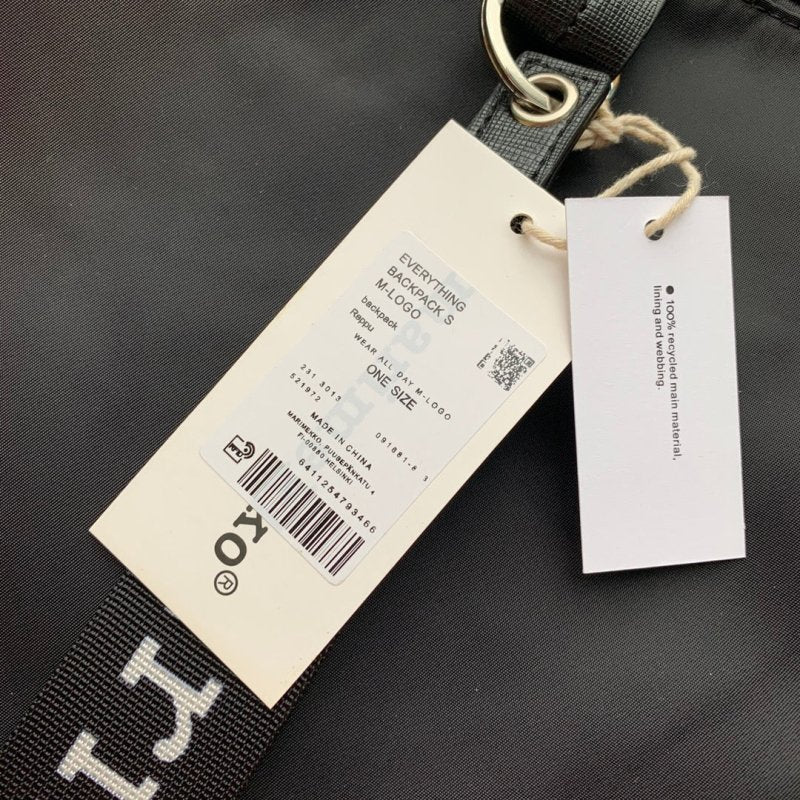 EVERYTHING
BACKPACK S
M-LOGO
backpack
Reppu
WEAR ALL DAY M-LOGO
ONE SIZE
231 3013
521972
091881-8 3
MADE IN CHINA
MARIMEKKO, PUUSEPÄNKATU 4
FI-00880 HELSINKI
6411254793466
ko®
● 100% recycled main material,
lining and webbing.